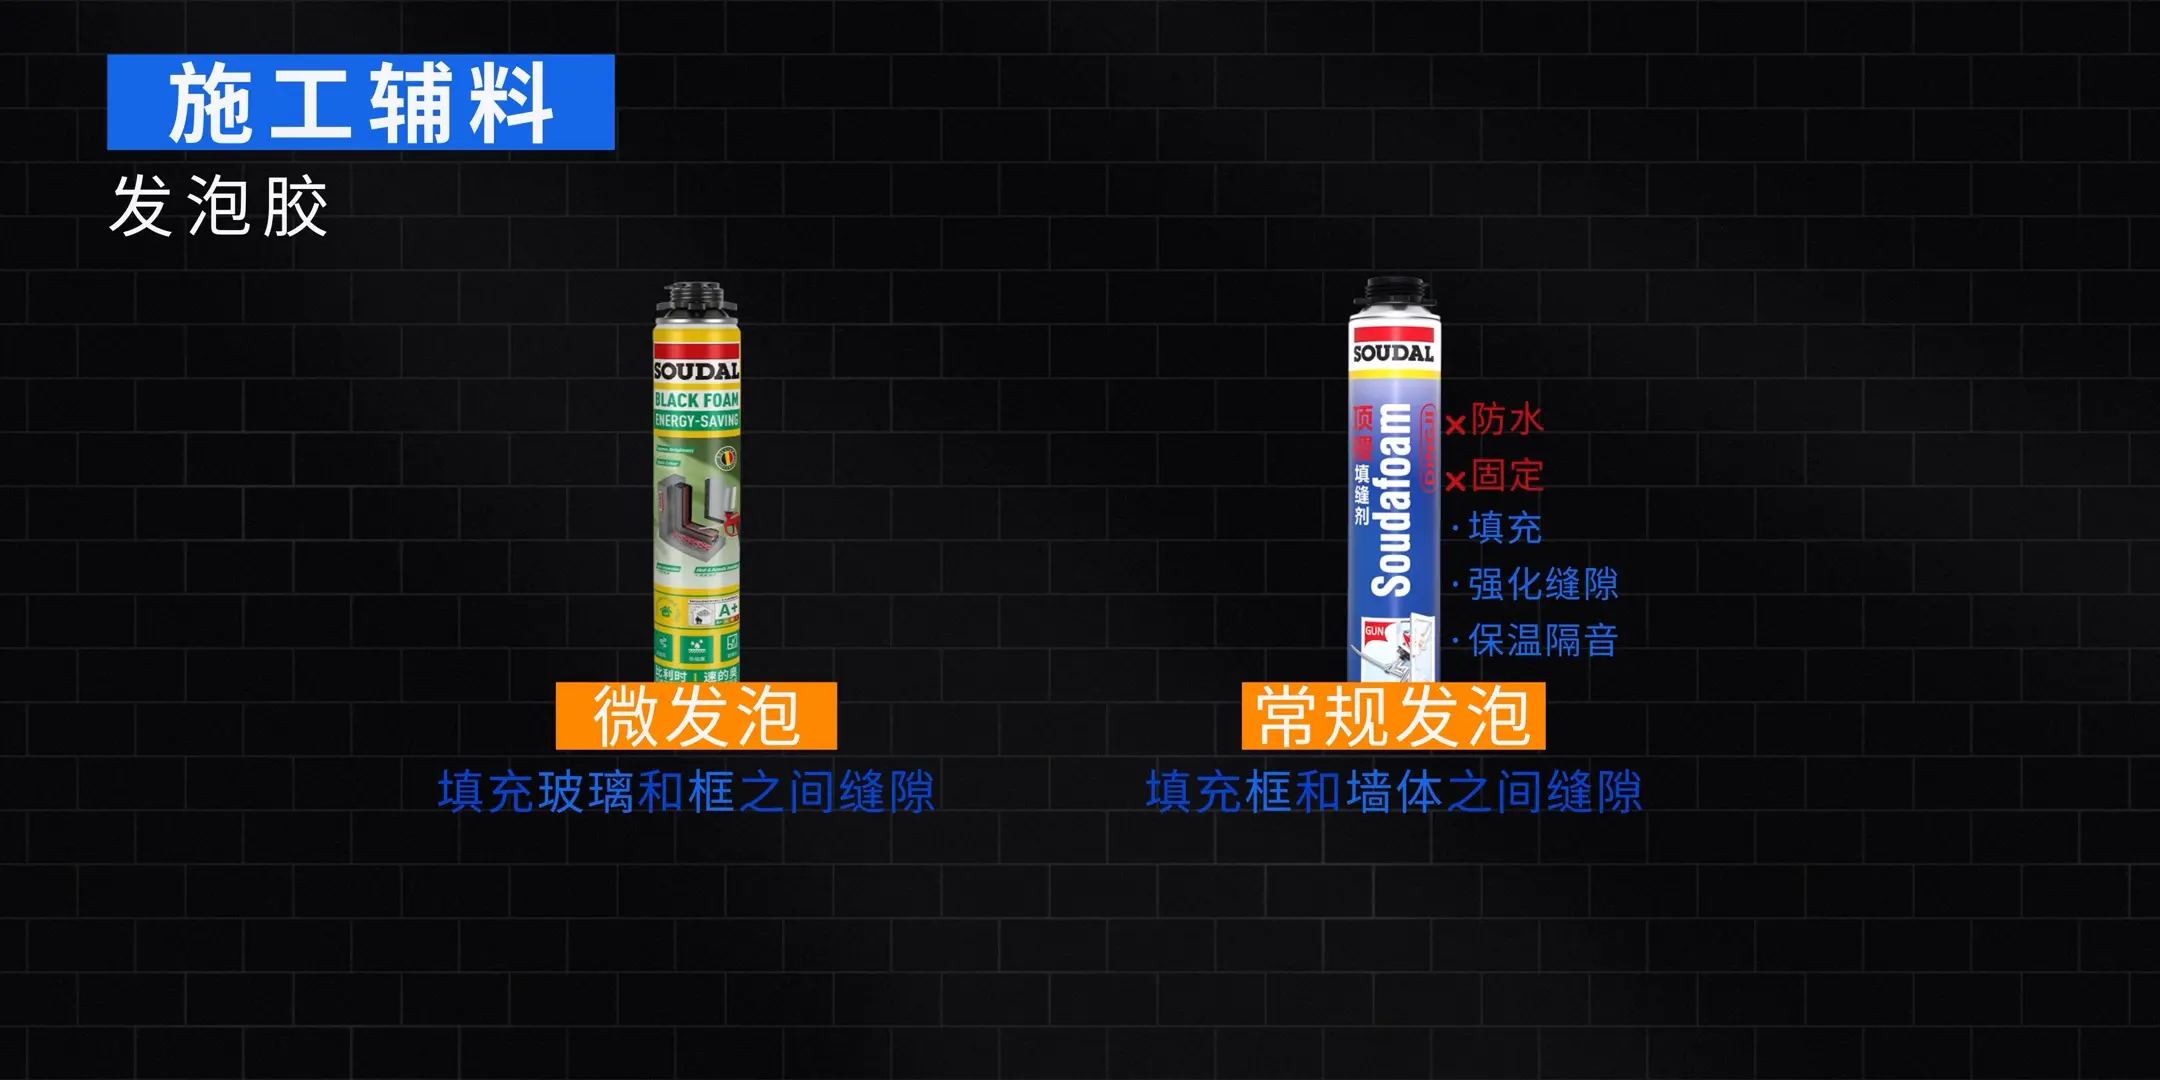 施工辅料
发泡胶
SOUDAL
BLACK FOAM
ENERGY-SAVING
A+
微发泡
填充玻璃和框之间缝隙
SOUDAL
顶
填缝剂
Soudafoam
GUN
×防水
×固定
·填充
·强化缝隙
·保温隔音
常规发泡
填充框和墙体之间缝隙